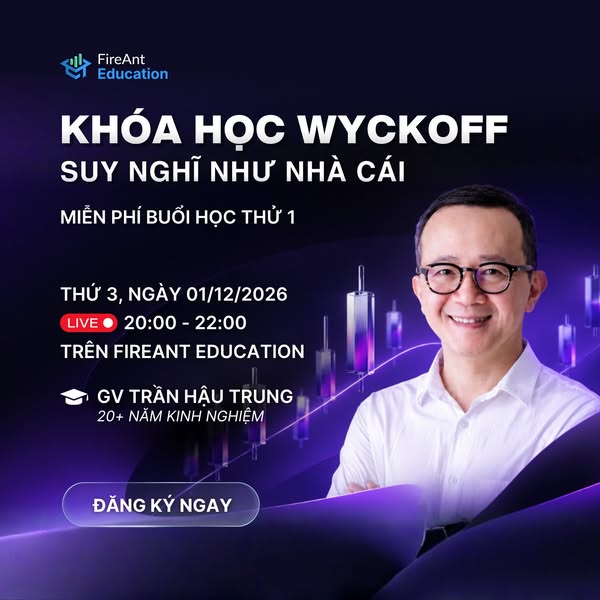 FireAnt
Education
KHÓA HỌC WYCKOFF
SUY NGHĨ NHƯ NHÀ CÁI
MIỄN PHÍ BUỔI HỌC THỬ 1
THỨ 3, NGÀY 01/12/2026
LIVE 20:00 - 22:00
TRÊN FIREANT EDUCATION
GV TRẦN HẬU TRUNG
20+ NĂM KINH NGHIỆM
ĐĂNG KÝ NGAY